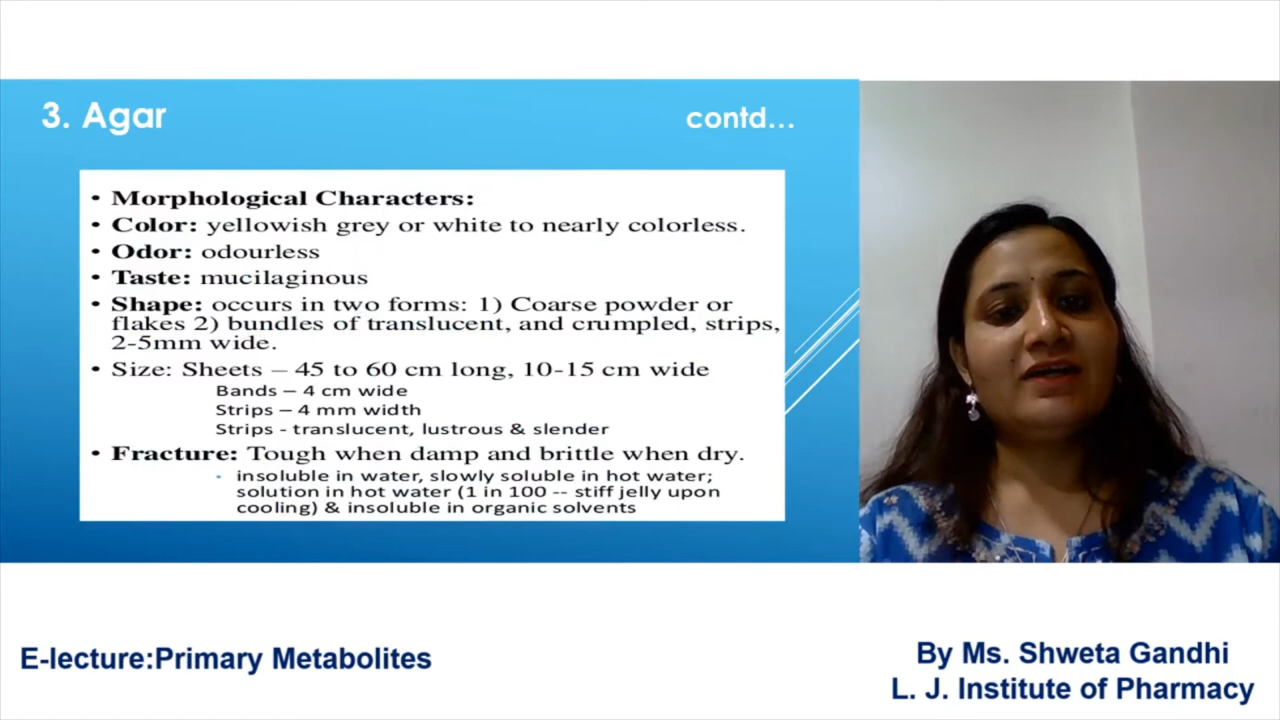 3. Agar
contd...
• Morphological Characters:
• Color: yellowish grey or white to nearly colorless.
• Odor: odourless
• Taste: mucilaginous
• Shape: occurs in two forms: 1) Coarse powder or
flakes 2) bundles of translucent, and crumpled, strips,
2-5mm wide.
• Size: Sheets – 45 to 60 cm long, 10-15 cm wide
Bands – 4 cm wide
Strips – 4 mm width
Strips - translucent, lustrous & slender
• Fracture: Tough when damp and brittle when dry.
• insoluble in water, slowly soluble in hot water;
solution in hot water (1 in 100 -- stiff jelly upon
cooling) & insoluble in organic solvents
E-lecture:Primary Metabolites
By Ms. Shweta Gandhi
L. J. Institute of Pharmacy